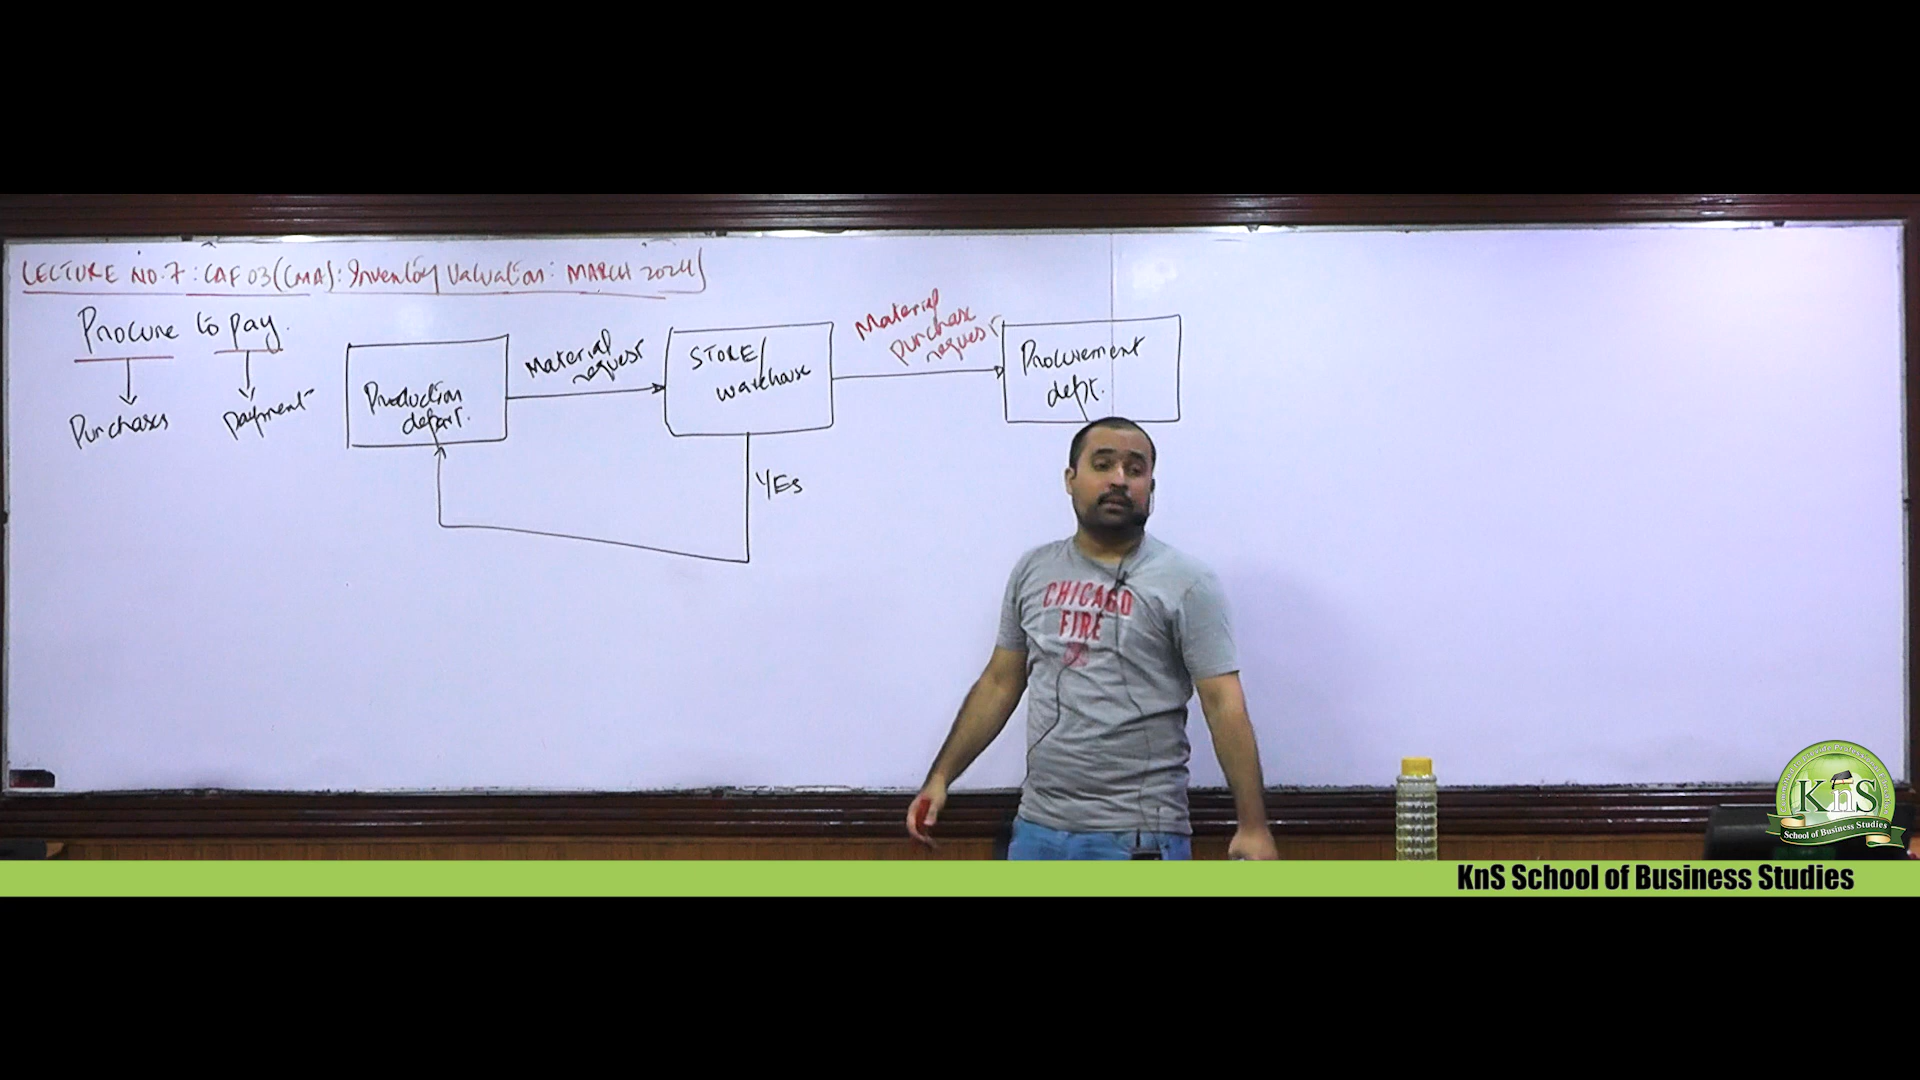 LECTURE NO.7: CAF 03 (CMA): Inventory Valuation: MARCH 2024
Procure to pay.
Purchases
payment
Production
depart.
Material
request
STORE/
warehouse
YES
Material
purchase
request
Procurement
dept.
CHICAGO
FIRE
KnS
School of Business Studies
KnS School of Business Studies